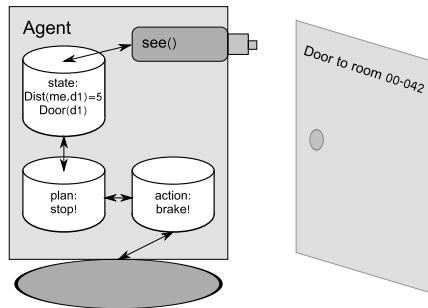 Agent
see()
state:
Dist(me,d1)=5
Door(d1)
plan:
stop!
action:
brake!
Door to room 00-042